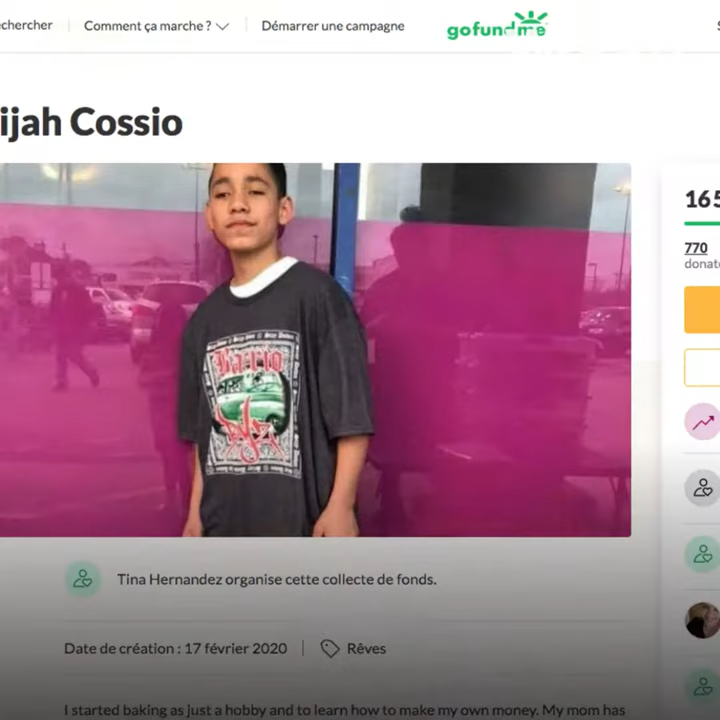 echercher
Comment ça marche ?
Démarrer une campagne
gofundme
ijah Cossio
165
770
donate
Bario
Tina Hernandez organise cette collecte de fonds.
Date de création : 17 février 2020
Rêves
I started baking as just a hobby and to learn how to make my own money. My mom has